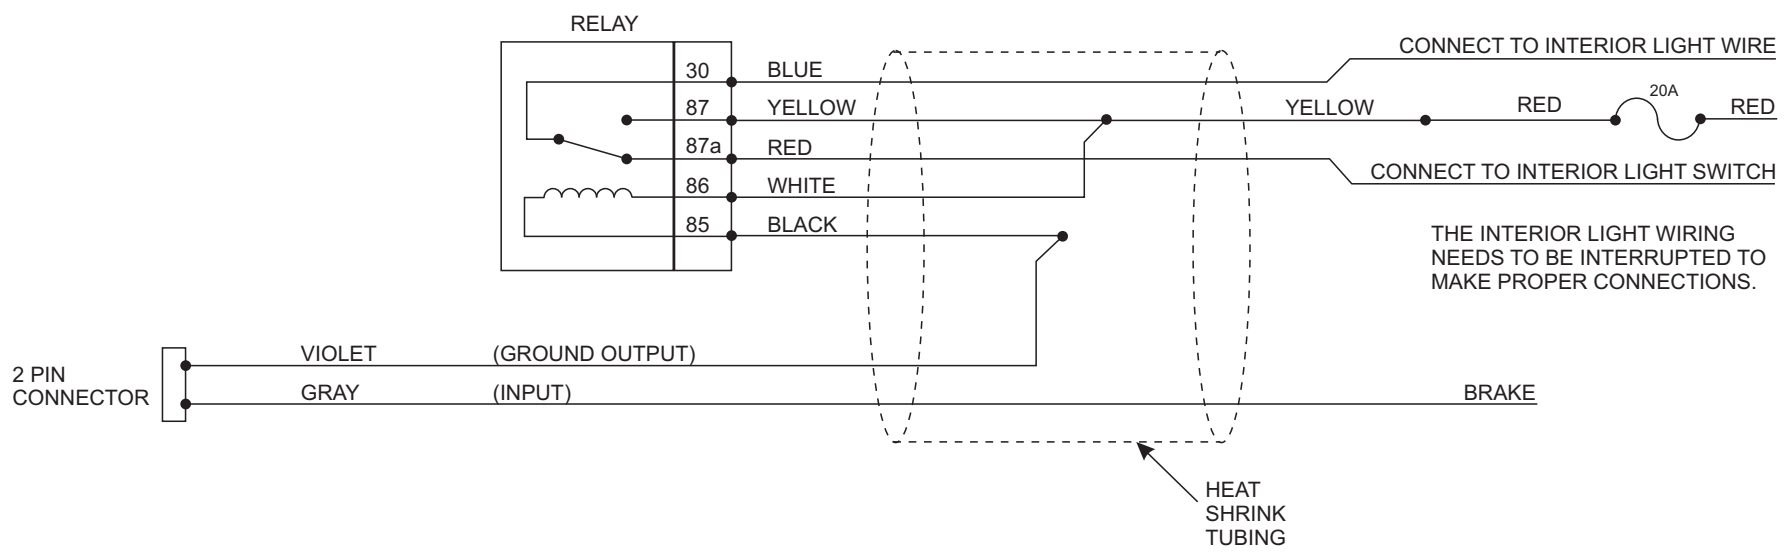 RELAY
CONNECT TO INTERIOR LIGHT WIRE
30 BLUE
20A
87 YELLOW YELLOW RED RED
87a RED
CONNECT TO INTERIOR LIGHT SWITCH
86 WHITE
85 BLACK
THE INTERIOR LIGHT WIRING
NEEDS TO BE INTERRUPTED TO
MAKE PROPER CONNECTIONS.
VIOLET (GROUND OUTPUT)
2 PIN
CONNECTOR
GRAY (INPUT) BRAKE
HEAT
SHRINK
TUBING